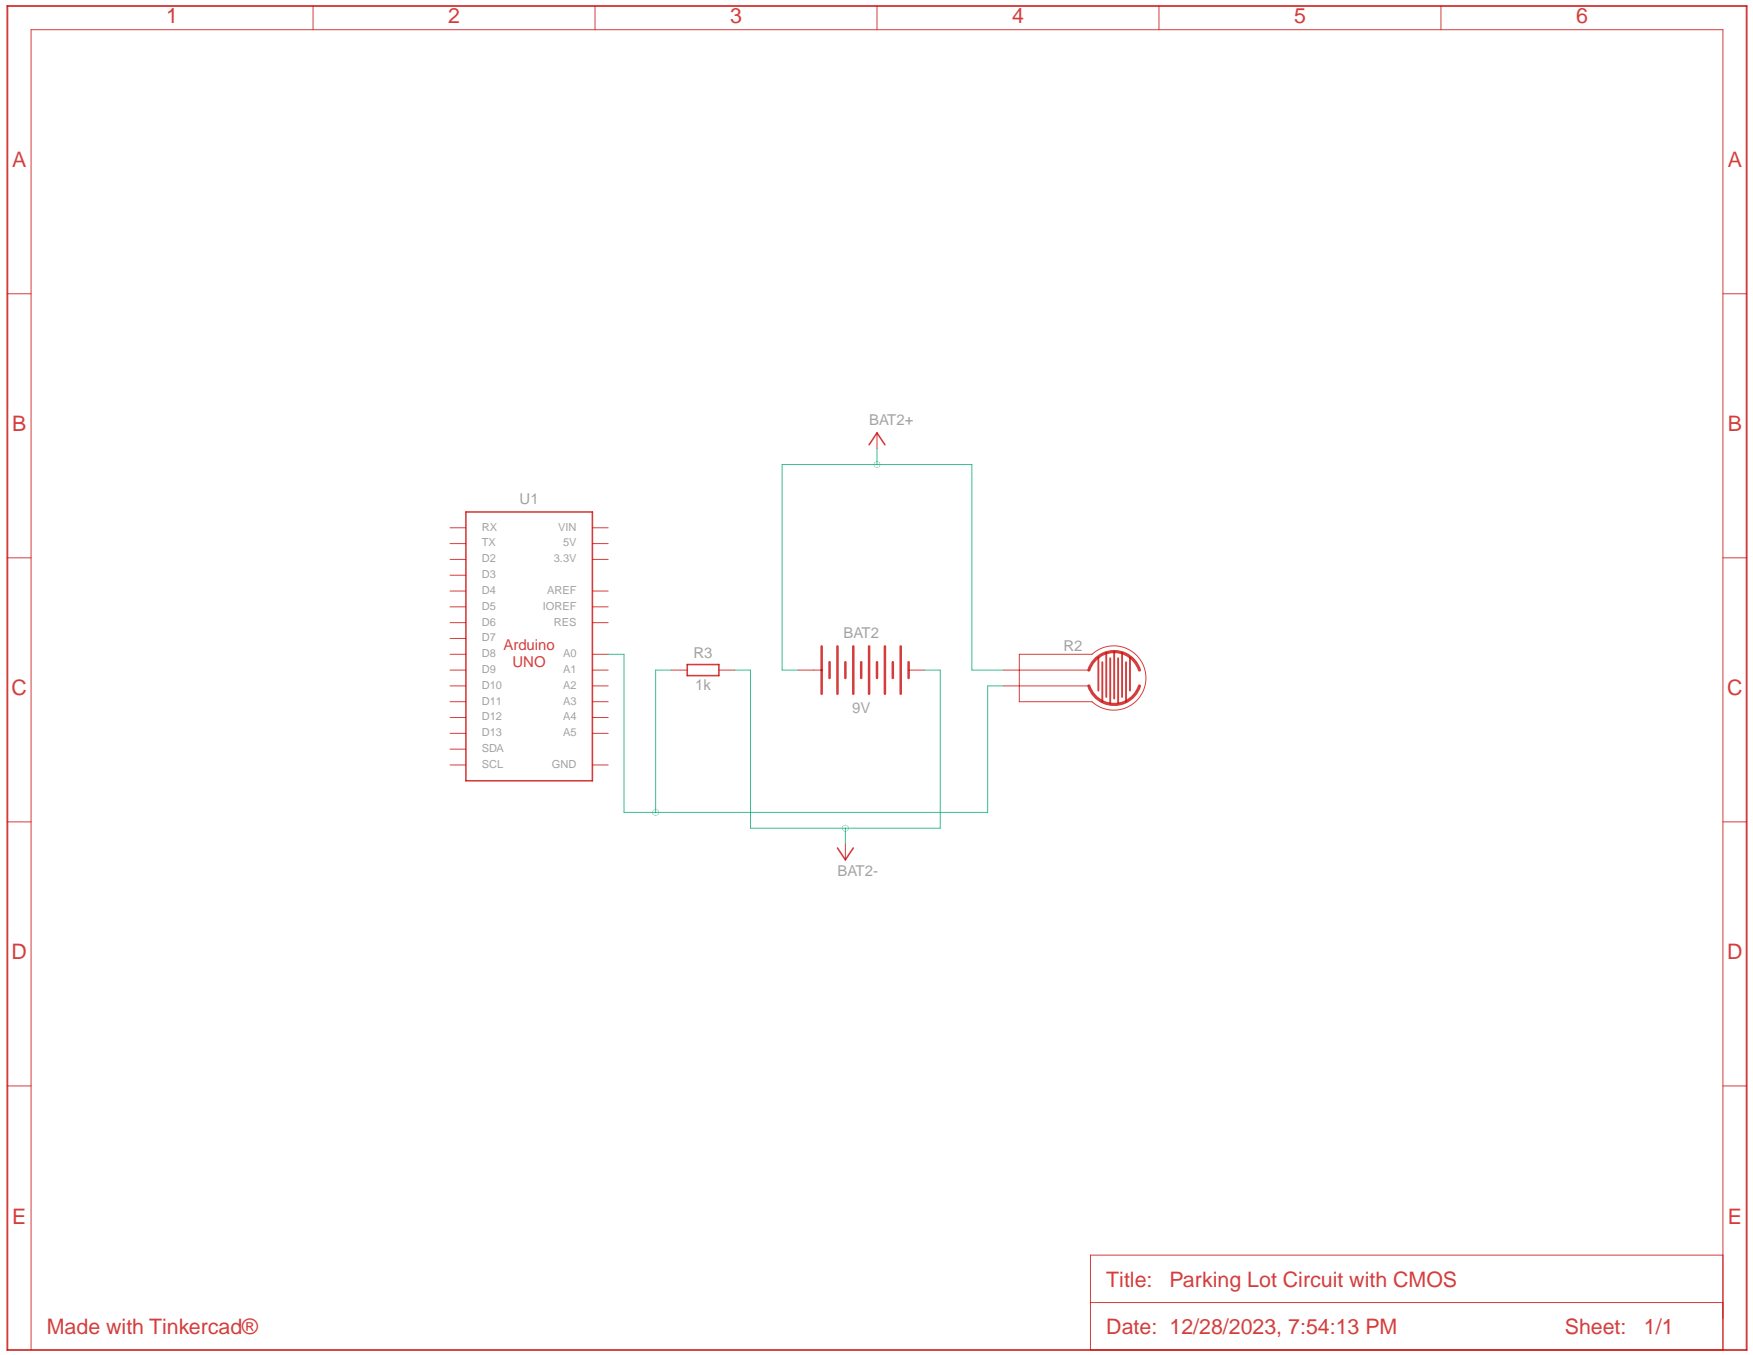 1 2 3 4 5 6
A A
B B
BAT2+
U1
RX VIN
TX 5V
D2 3.3V
D3
D4 AREF
D5 IOREF
D6 RES
D7
Arduino
UNO
D8 A0
D9 A1
D10 A2
D11 A3
D12 A4
D13 A5
SDA
SCL GND
R3
1k
BAT2
9V
R2
C C
BAT2-
D D
E E
Title: Parking Lot Circuit with CMOS
Made with Tinkercad®
Date: 12/28/2023, 7:54:13 PM Sheet: 1/1